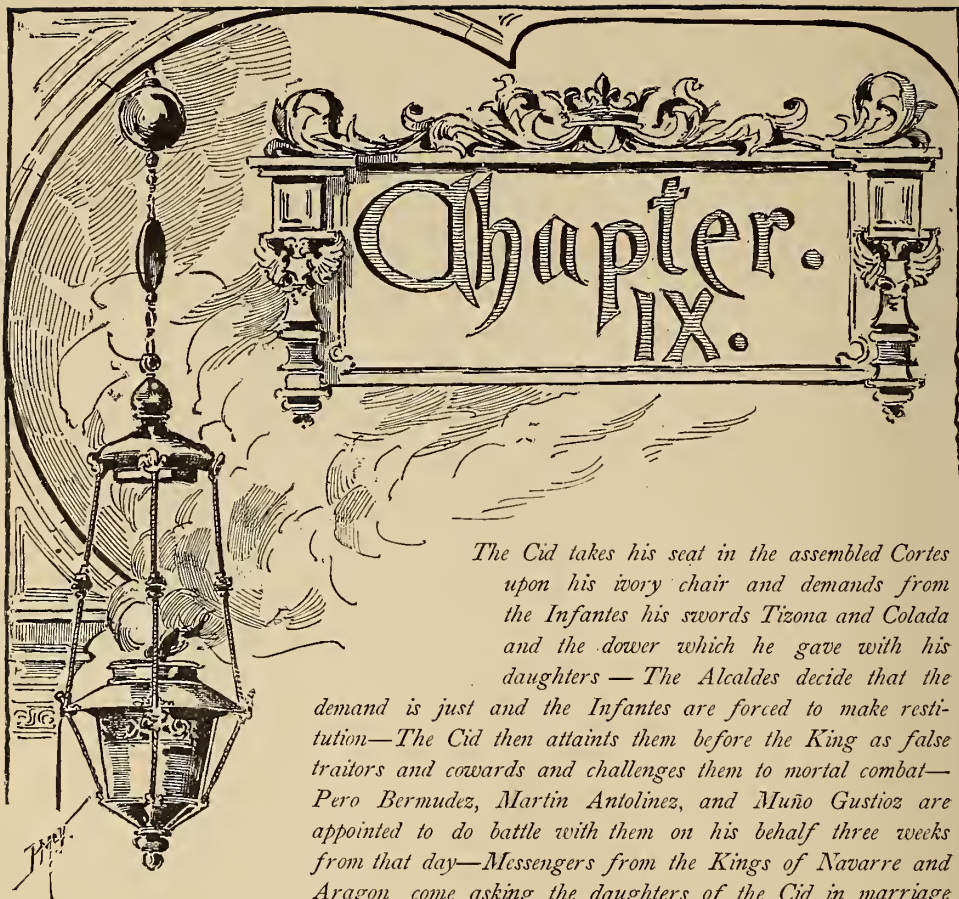 Chapter.
IX.
The Cid takes his seat in the assembled Cortes
upon his ivory chair and demands from
the Infantes his swords Tizona and Colada
and the dower which he gave with his
daughters — The Alcaldes decide that the
demand is just and the Infantes are forced to make resti-
tution—The Cid then attaints them before the King as false
traitors and cowards and challenges them to mortal combat—
Pero Bermudez, Martin Antolinez, and Muño Gustioz are
appointed to do battle with them on his behalf three weeks
from that day—Messengers from the Kings of Navarre and
Aragon come asking the daughters of the Cid in marriage